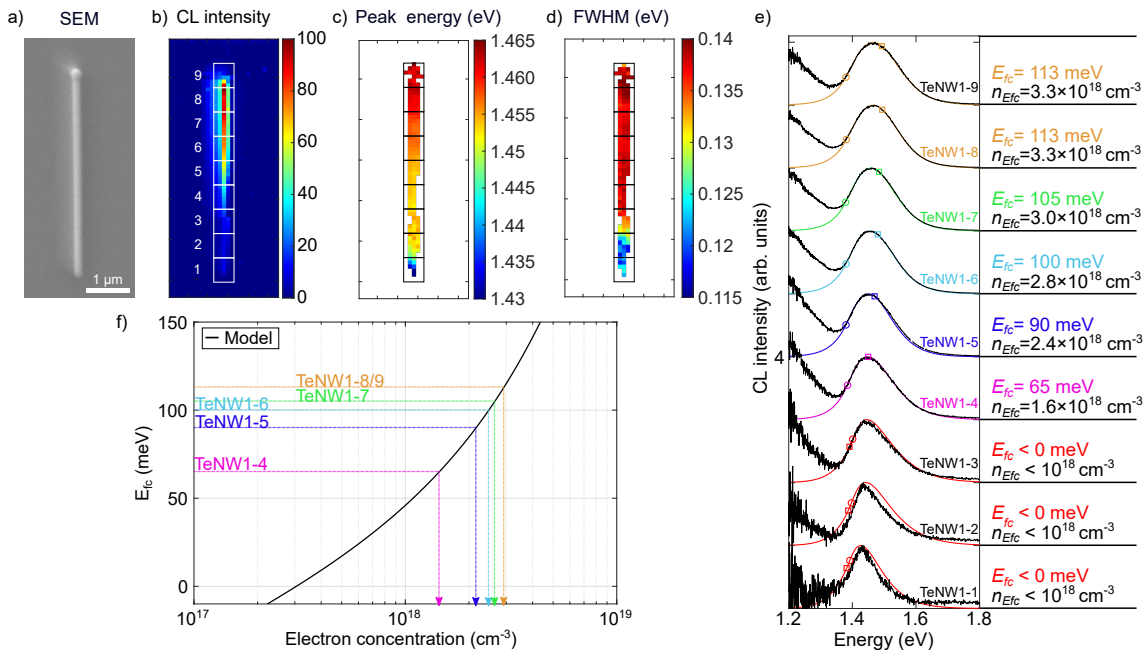 a)
SEM
1 µm
b)
CL intensity
9
8
7
6
5
4
3
2
1
100
80
60
40
20
0
c)
Peak energy (eV)
1.465
1.460
1.455
1.450
1.445
1.440
1.435
1.43
d)
FWHM (eV)
0.14
0.140
0.135
0.130
0.125
0.120
0.12
0.115
e)
CL intensity (arb. units)
4
TeNW1-9
E_fc= 113 meV
n_Efc=3.3×10^18 cm^-3
TeNW1-8
E_fc= 113 meV
n_Efc=3.3×10^18 cm^-3
TeNW1-7
E_fc= 105 meV
n_Efc=3.0×10^18 cm^-3
TeNW1-6
E_fc= 100 meV
n_Efc=2.8×10^18 cm^-3
TeNW1-5
E_fc= 90 meV
n_Efc=2.4×10^18 cm^-3
TeNW1-4
E_fc= 65 meV
n_Efc=1.6×10^18 cm^-3
TeNW1-3
E_fc < 0 meV
n_Efc < 10^18 cm^-3
TeNW1-2
E_fc < 0 meV
n_Efc < 10^18 cm^-3
TeNW1-1
E_fc < 0 meV
n_Efc < 10^18 cm^-3
1.2
1.4
1.6
1.8
Energy (eV)
f)
Model
150
100
50
0
E_fc (meV)
TeNW1-8/9
TeNW1-7
TeNW1-6
TeNW1-5
TeNW1-4
10^17
10^18
10^19
Electron concentration (cm^-3)